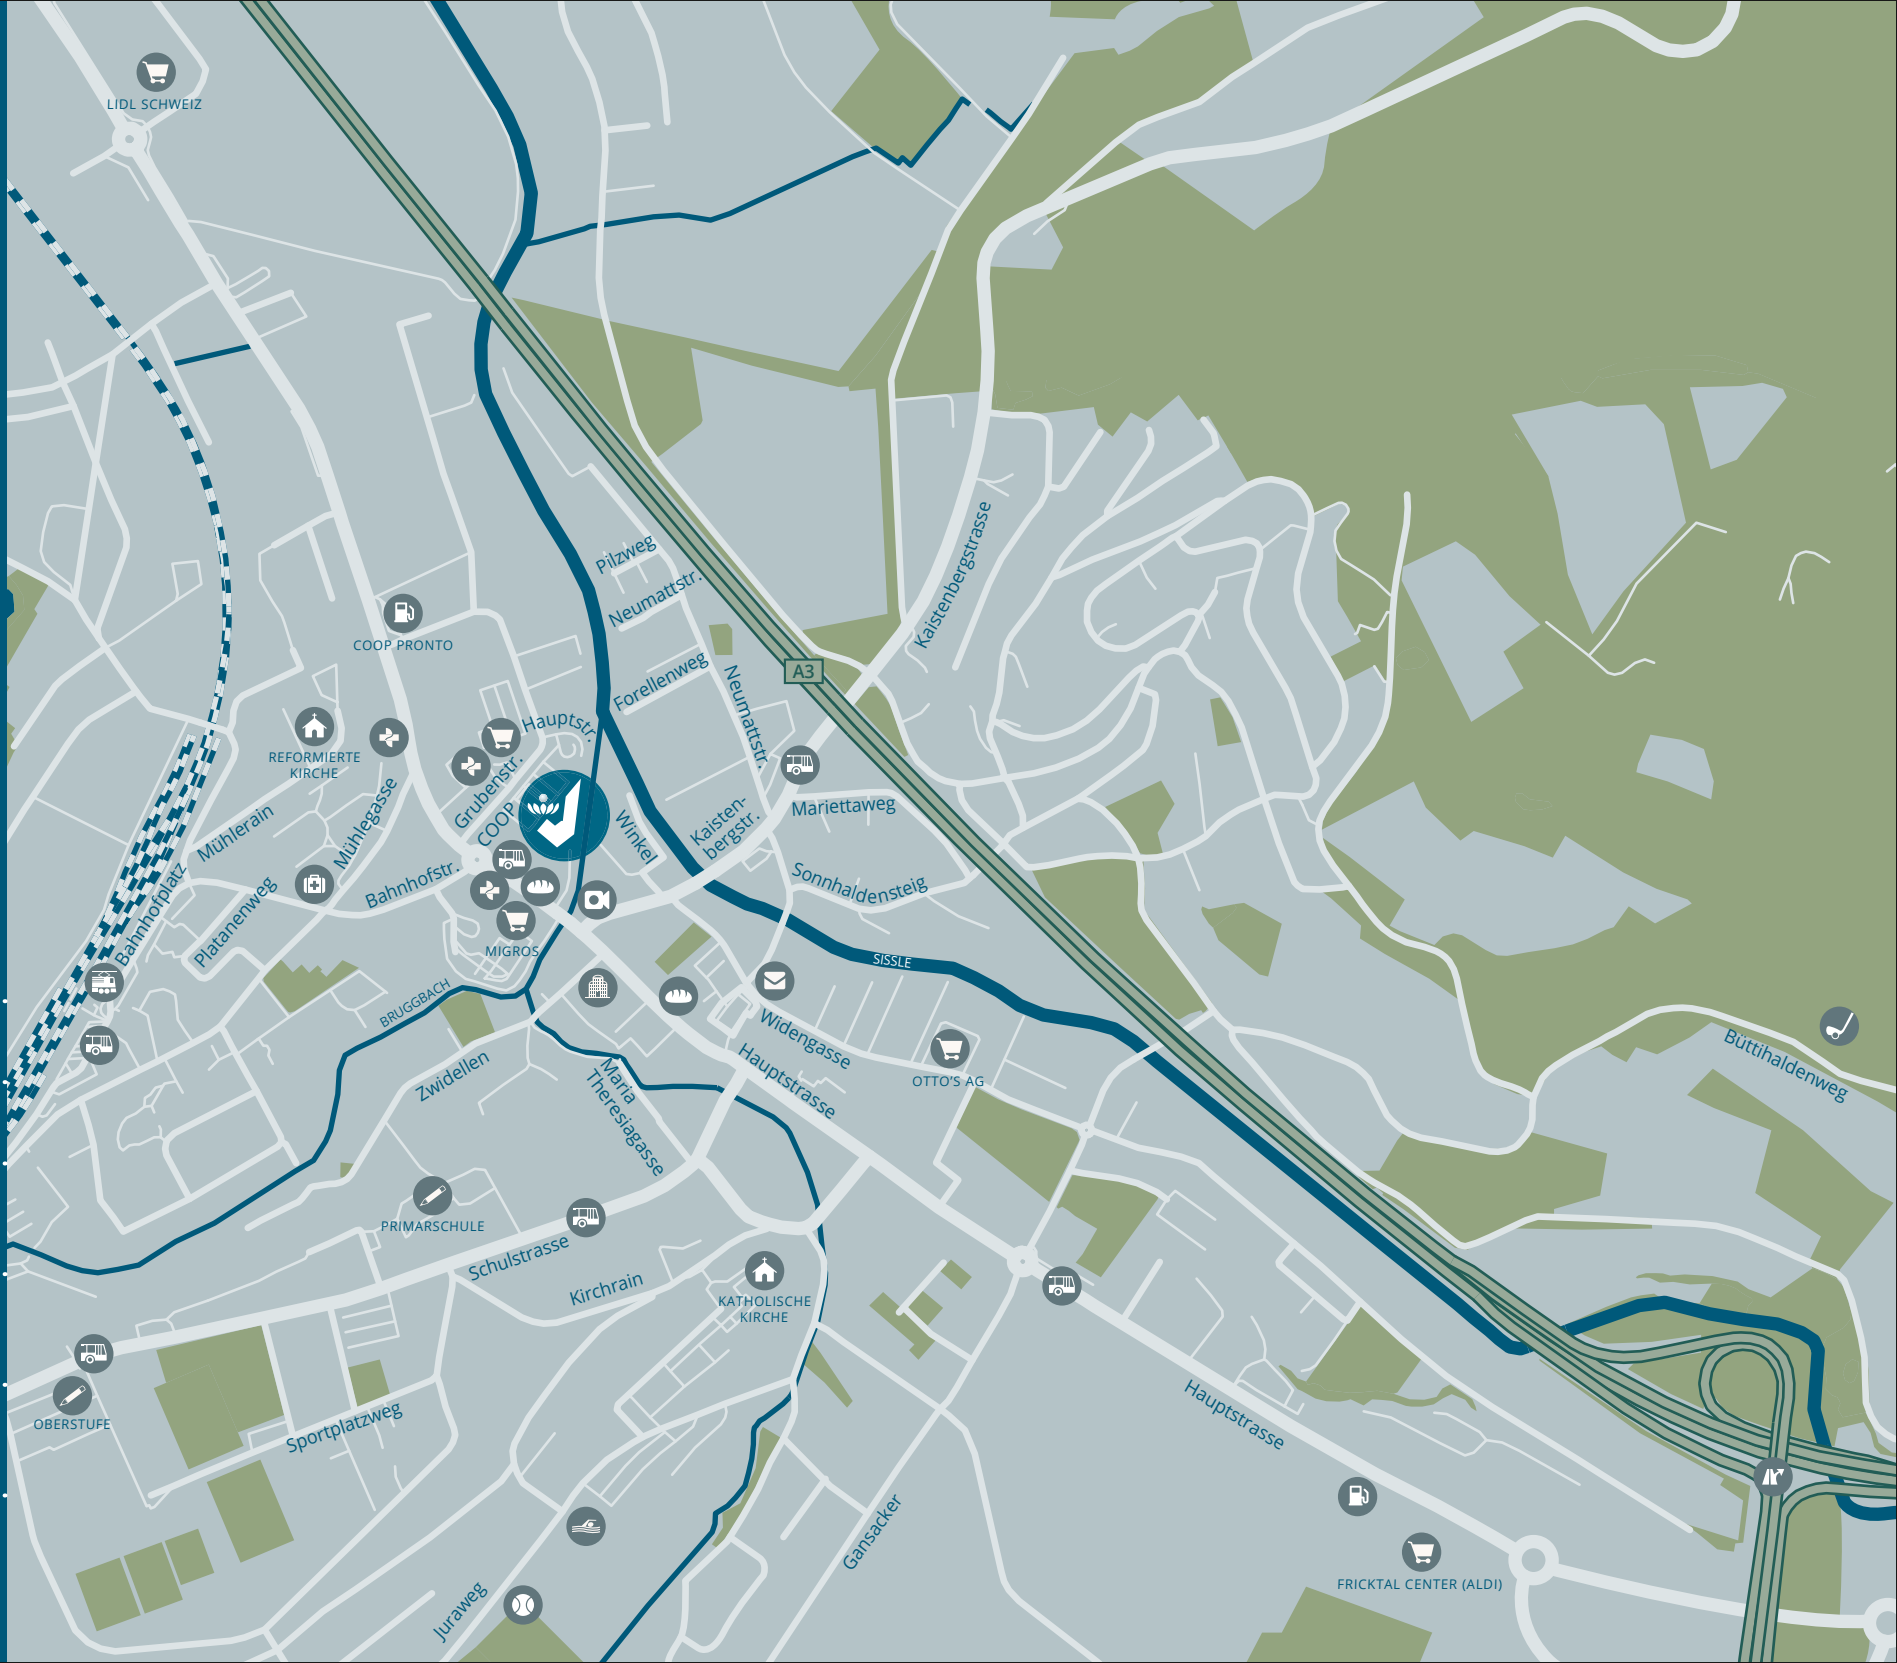 LIDL SCHWEIZ
Kaistenbergstrasse
Pilzweg
Neumattstr.
COOP PRONTO
Forellenweg
A3
Neumattstr.
Hauptstr.
REFORMIERTE
KIRCHE
Grubenstr.
COOP
Mühlegasse
Mühlerain
Winkel
Kaisten-
bergstr.
Mariettaweg
Bahnhofstr.
Sonnhaldensteig
Bahnhofplatz
Platanenweg
MIGROS
SISSLE
BRUGGBACH
Widengasse
Zwidellen
Maria
Theresiagasse
Hauptstrasse
OTTO'S AG
Büttihaldenweg
PRIMARSCHULE
Schulstrasse
Kirchrain
KATHOLISCHE
KIRCHE
OBERSTUFE
Sportplatzweg
Hauptstrasse
Gansacker
Juraweg
FRICKTAL CENTER (ALDI)